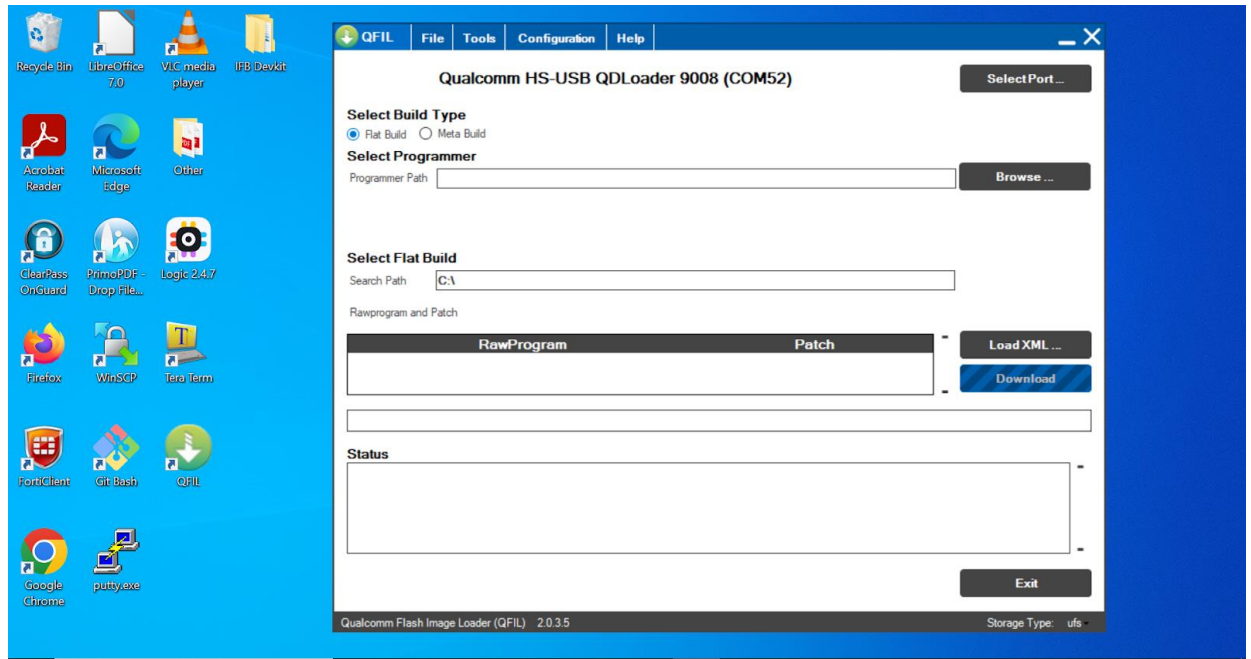 Recycle Bin
LibreOffice
7.0
VLC media
player
IFB Devkit
Acrobat
Reader
Microsoft
Edge
Other
ClearPass
OnGuard
PrimoPDF -
Drop File...
Logic 2.4.7
Firefox
WinSCP
Tera Term
FortiClient
Git Bash
QFIL
Google
Chrome
putty.exe
QFIL File Tools Configuration Help
Qualcomm HS-USB QDLoader 9008 (COM52)
Select Port ...
Select Build Type
Flat Build Meta Build
Select Programmer
Programmer Path
Browse ...
Select Flat Build
Search Path C:\
Rawprogram and Patch
RawProgram Patch
Load XML ...
Download
Status
Exit
Qualcomm Flash Image Loader (QFIL) 2.0.3.5 Storage Type: ufs